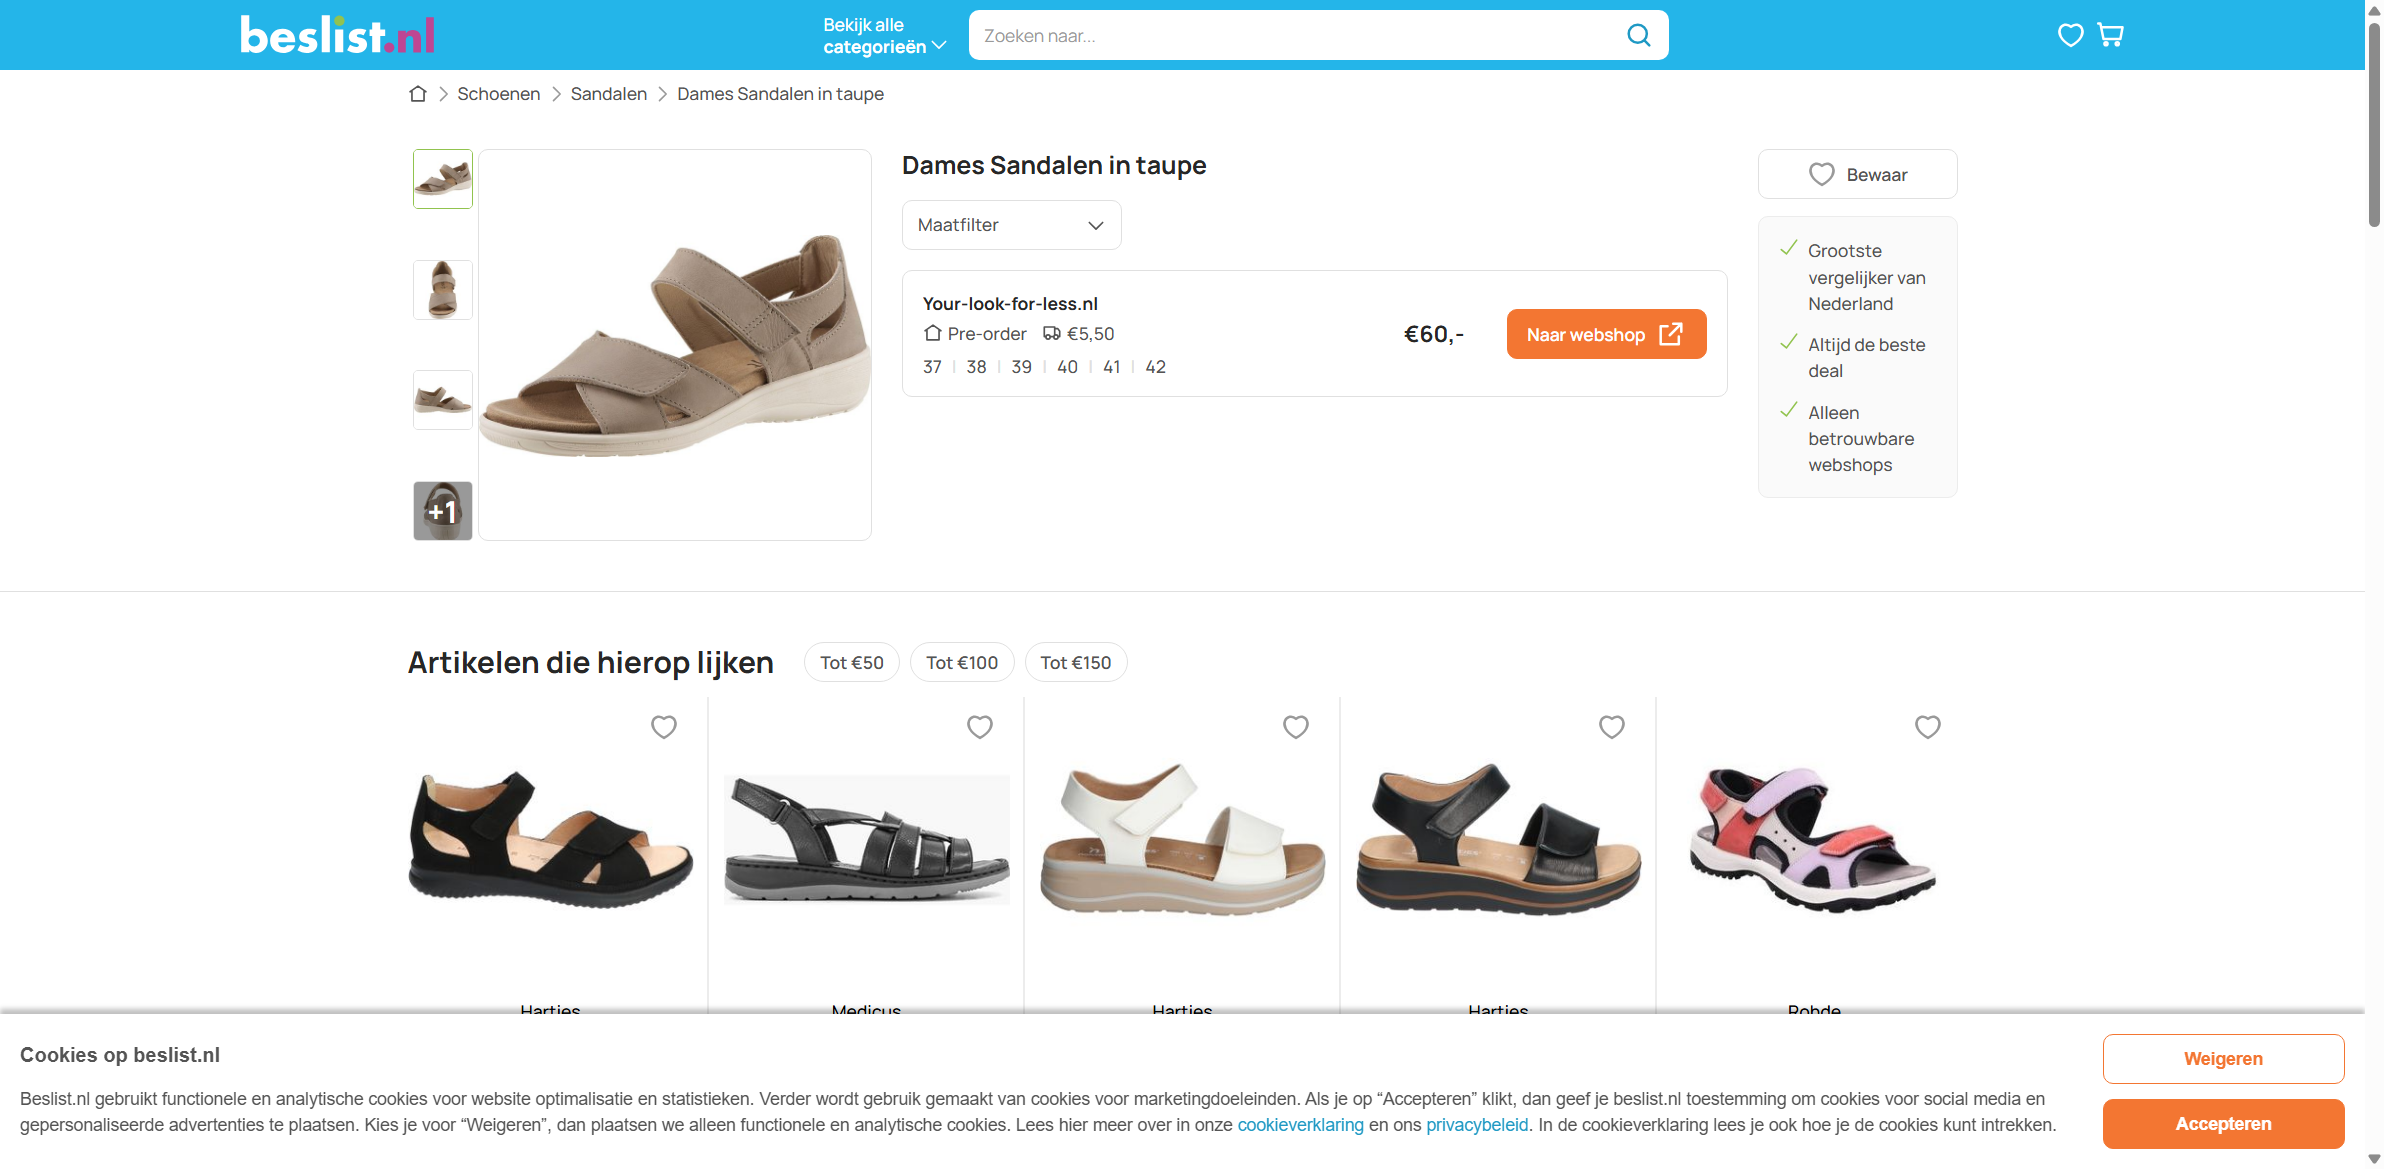 beslist.nl
Bekijk alle
categorieën
Zoeken naar...
Schoenen
Sandalen
Dames Sandalen in taupe
Dames Sandalen in taupe
Maatfilter
Your-look-for-less.nl
Pre-order
€5,50
37 | 38 | 39 | 40 | 41 | 42
€60,-
Naar webshop
Bewaar
Grootste
vergelijker van
Nederland
Altijd de beste
deal
Alleen
betrouwbare
webshops
+1
Artikelen die hierop lijken
Tot €50
Tot €100
Tot €150
Hartjes
Medicus
Hartjes
Hartjes
Rohde
Cookies op beslist.nl
Beslist.nl gebruikt functionele en analytische cookies voor website optimalisatie en statistieken. Verder wordt gebruik gemaakt van cookies voor marketingdoeleinden. Als je op “Accepteren” klikt, dan geef je beslist.nl toestemming om cookies voor social media en
gepersonaliseerde advertenties te plaatsen. Kies je voor “Weigeren”, dan plaatsen we alleen functionele en analytische cookies. Lees hier meer over in onze cookieverklaring en ons privacybeleid. In de cookieverklaring lees je ook hoe je de cookies kunt intrekken.
Weigeren
Accepteren